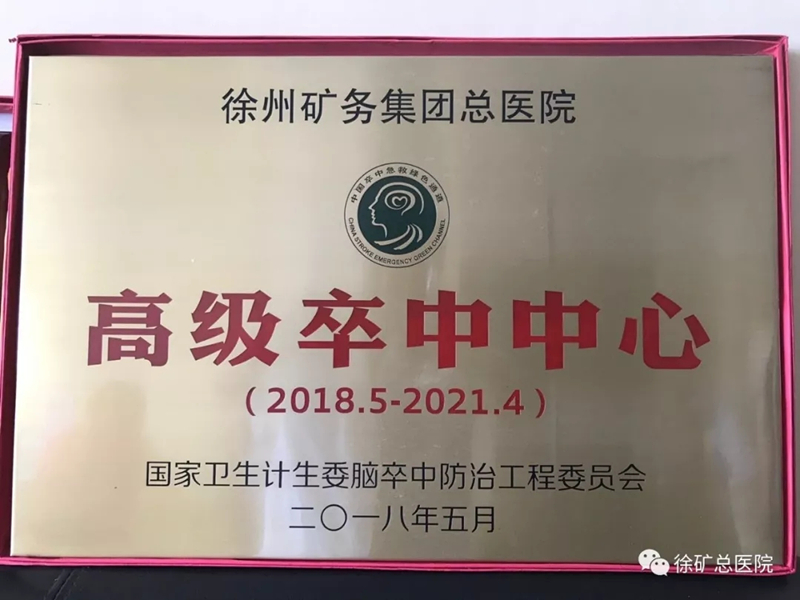 徐州矿务集团总医院
中国卒中急救绿色通道
CHINA STROKE EMERGENCY GREEN CHANNEL
高级卒中中心
（2018.5-2021.4）
国家卫生计生委脑卒中防治工程委员会
二〇一八年五月
徐矿总医院